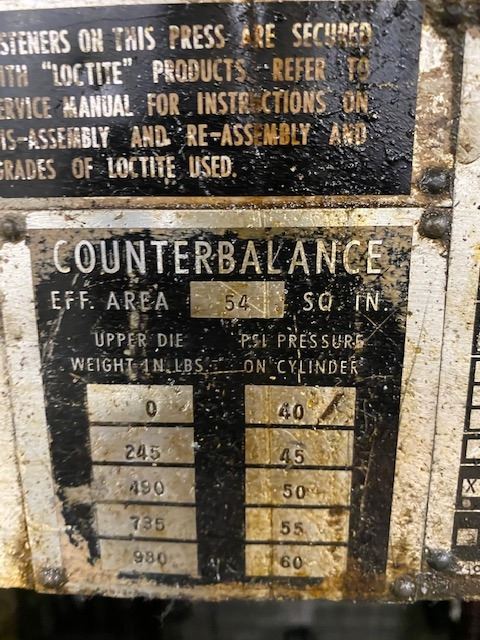 ASTENERS ON THIS PRESS ARE SECURED
ITH "LOCTITE" PRODUCTS. REFER TO
ERVICE MANUAL FOR INSTRUCTIONS ON
IS-ASSEMBLY AND RE-ASSEMBLY AND
GRADES OF LOCTITE USED.
COUNTERBALANCE
EFF. AREA 54 SQ. IN.
UPPER DIE PSI PRESSURE
WEIGHT IN LBS. ON CYLINDER
0 40
245 45
490 50
735 55
980 60
X